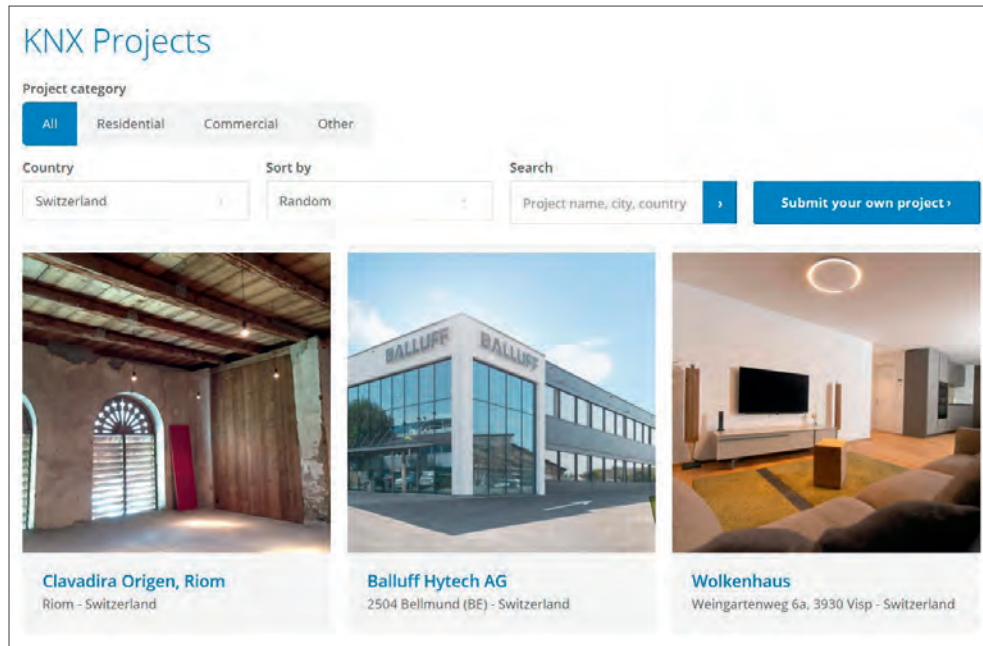 KNX Projects
Project category
All Residential Commercial Other
Country Sort by Search
Switzerland Random Project name, city, country › Submit your own project ›
BALLUFF BALLUFF
Clavadira Origen, Riom Balluff Hytech AG Wolkenhaus
Riom - Switzerland 2504 Bellmund (BE) - Switzerland Weingartenweg 6a, 3930 Visp - Switzerland